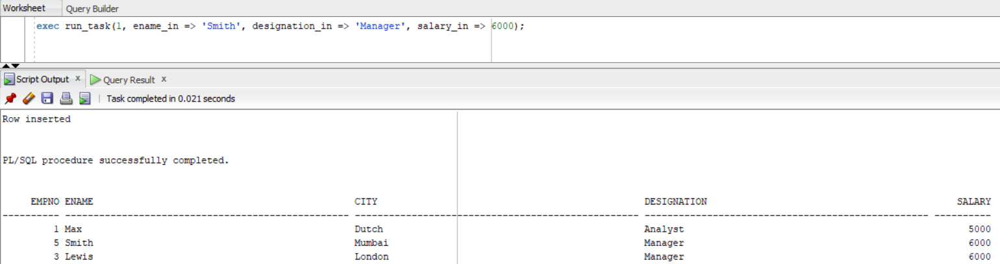 Worksheet Query Builder
exec run_task(1, ename_in => 'Smith', designation_in => 'Manager', salary_in => 6000);
Script Output x Query Result x
Task completed in 0.021 seconds
Row inserted
PL/SQL procedure successfully completed.
EMPNO ENAME CITY DESIGNATION SALARY
---------- -------------------------------------------------- -------------------------------------------------- -------------------------------------------------- ----------
1 Max Dutch Analyst 5000
5 Smith Mumbai Manager 6000
3 Lewis London Manager 6000